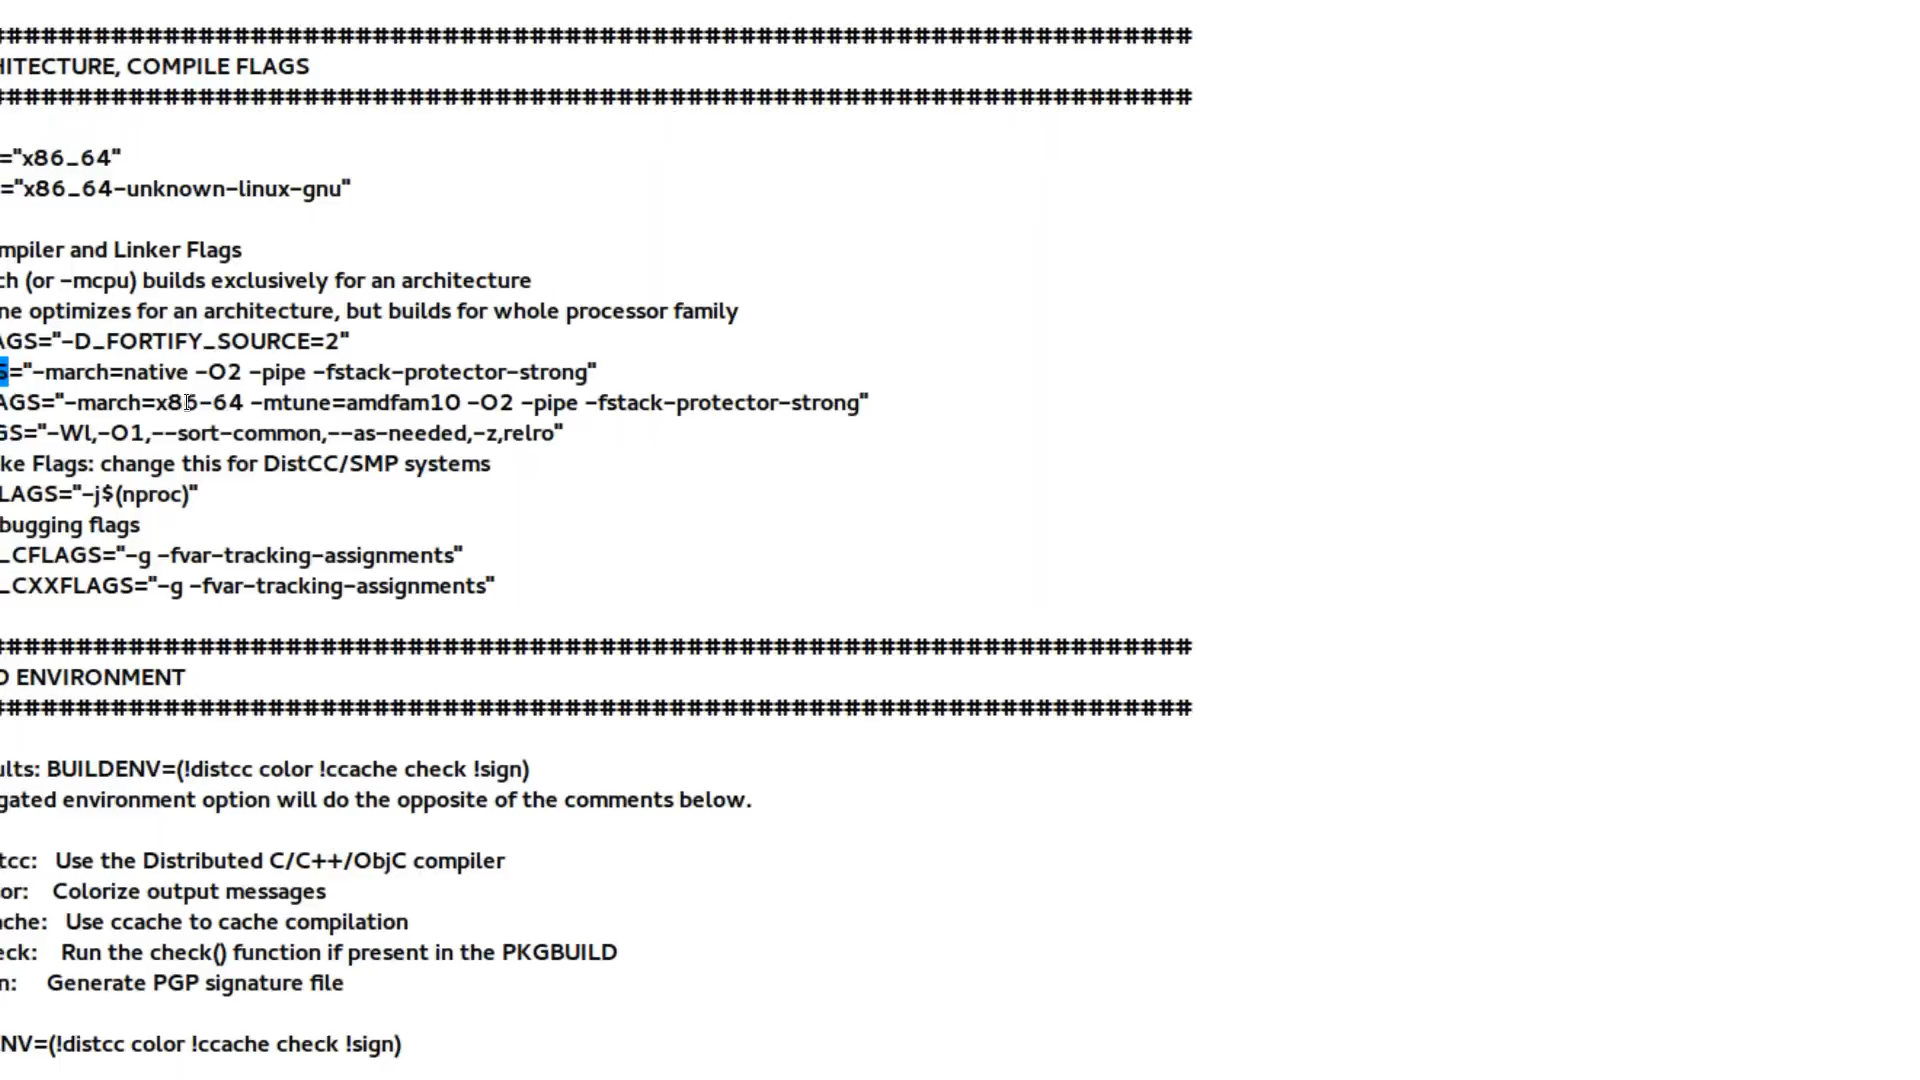 ####################################################################
HITECTURE, COMPILE FLAGS
####################################################################
="x86_64"
="x86_64-unknown-linux-gnu"
mpiler and Linker Flags
ch (or -mcpu) builds exclusively for an architecture
ne optimizes for an architecture, but builds for whole processor family
AGS="-D_FORTIFY_SOURCE=2"
S="-march=native -O2 -pipe -fstack-protector-strong"
AGS="-march=x86-64 -mtune=amdfam10 -O2 -pipe -fstack-protector-strong"
GS="-Wl,-O1,--sort-common,--as-needed,-z,relro"
ke Flags: change this for DistCC/SMP systems
LAGS="-j$(nproc)"
bugging flags
_CFLAGS="-g -fvar-tracking-assignments"
_CXXFLAGS="-g -fvar-tracking-assignments"
####################################################################
D ENVIRONMENT
####################################################################
ults: BUILDENV=(!distcc color !ccache check !sign)
gated environment option will do the opposite of the comments below.
tcc: Use the Distributed C/C++/ObjC compiler
or: Colorize output messages
ache: Use ccache to cache compilation
eck: Run the check() function if present in the PKGBUILD
n: Generate PGP signature file
NV=(!distcc color !ccache check !sign)